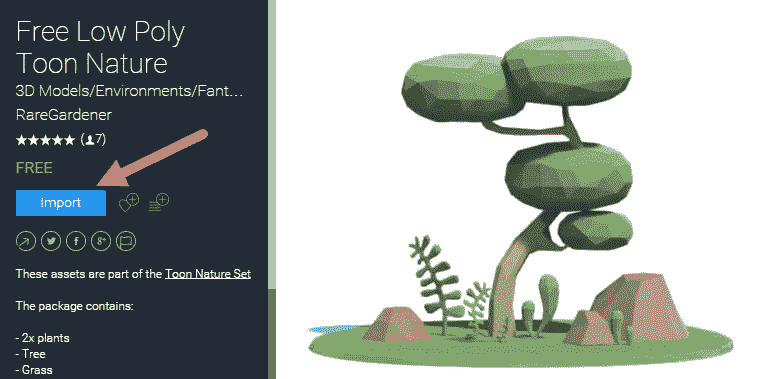 Free Low Poly
Toon Nature
3D Models/Environments/Fant...
RareGardener
★★★★★ (7)
FREE
Import
These assets are part of the Toon Nature Set
The package contains:
- 2x plants
- Tree
- Grass